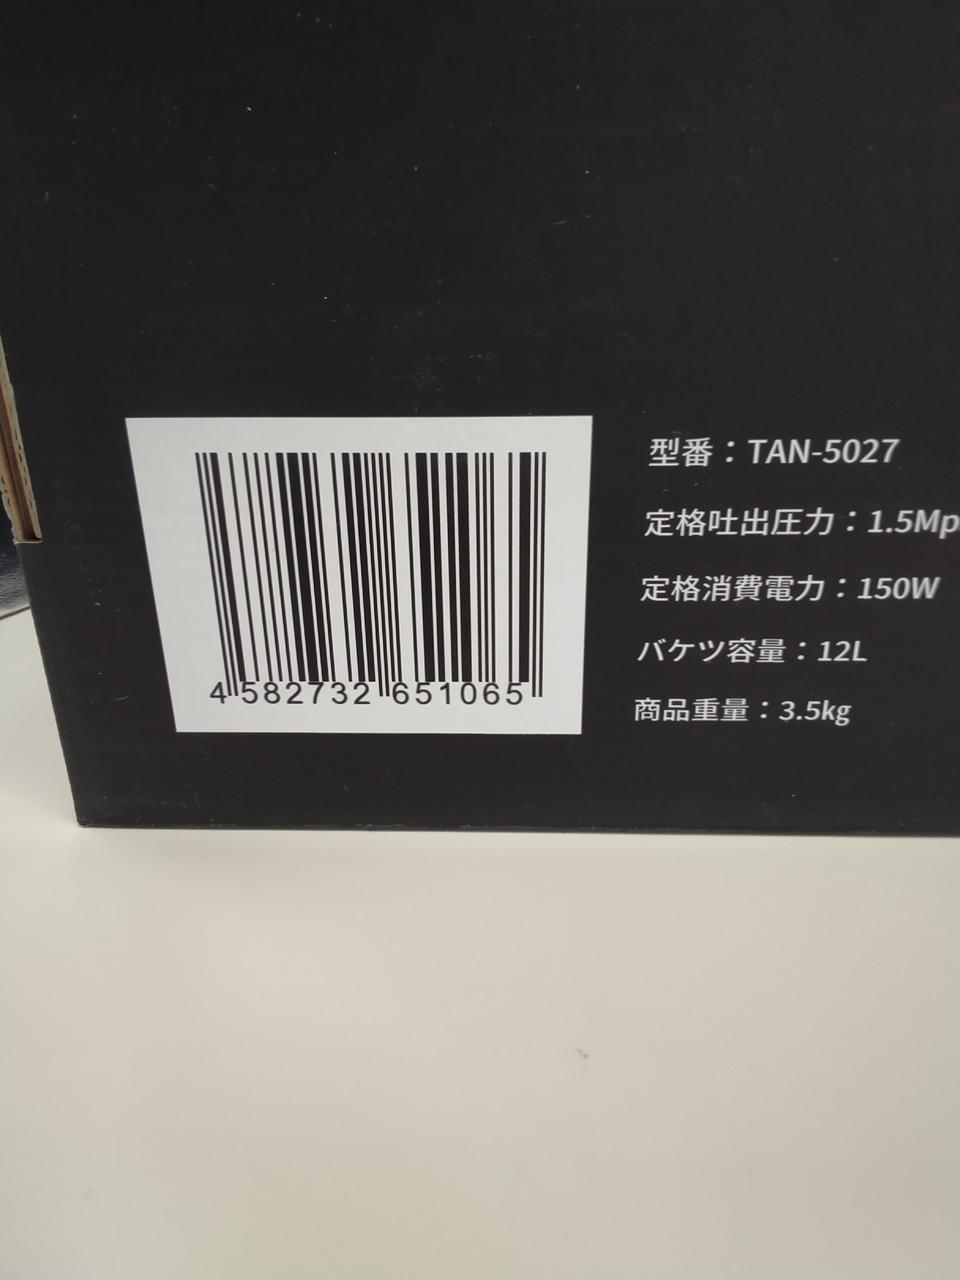 型番：TAN-5027
定格吐出圧力：1.5Mp
定格消費電力：150W
バケツ容量：12L
商品重量：3.5kg
4 582732 651065